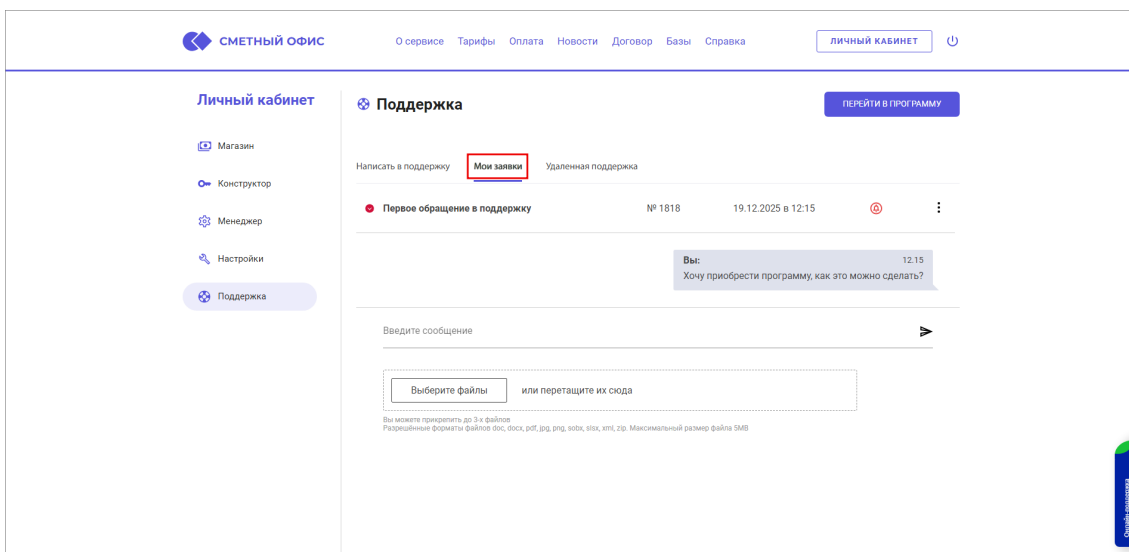 СМЕТНЫЙ ОФИС
О сервисе Тарифы Оплата Новости Договор Базы Справка
ЛИЧНЫЙ КАБИНЕТ
Личный кабинет
Магазин
Конструктор
Менеджер
Настройки
Поддержка
Поддержка
ПЕРЕЙТИ В ПРОГРАММУ
Написать в поддержку Мои заявки Удаленная поддержка
Первое обращение в поддержку № 1818 19.12.2025 в 12:15
Вы: 12.15
Хочу приобрести программу, как это можно сделать?
Введите сообщение
Выберите файлы или перетащите их сюда
Вы можете прикрепить до 3-х файлов
Разрешённые форматы файлов doc, docx, pdf, jpg, png, sobx, slsx, xml, zip. Максимальный размер файла 5MB
Онлайн-поддержка